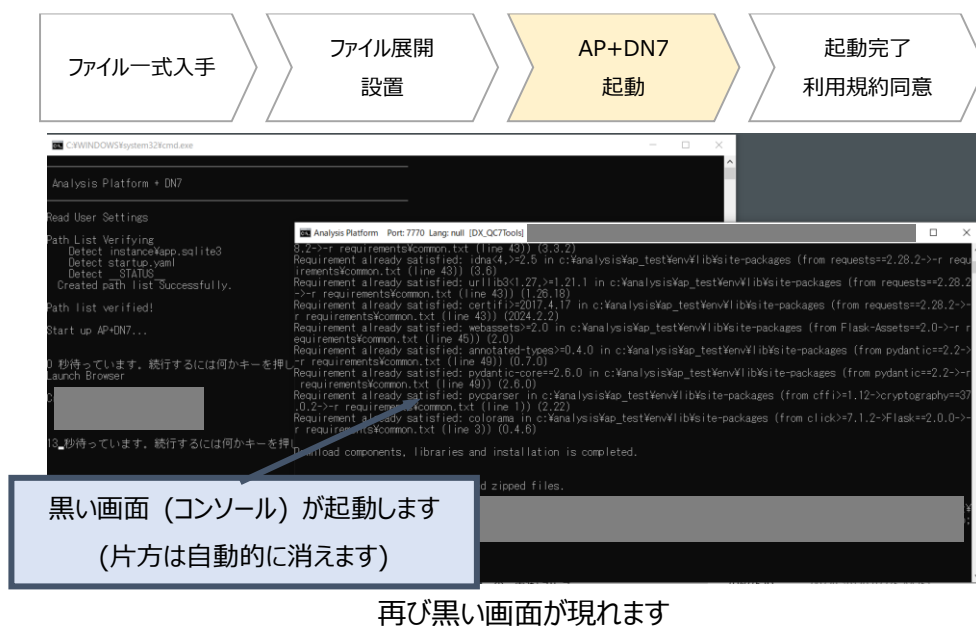 ファイル一式入手
ファイル展開
設置
AP+DN7
起動
起動完了
利用規約同意
C:¥WINDOWS¥system32¥cmd.exe
Analysis Platform + DN7
Read User Settings
Path List Verifying
Detect instance¥app.sqlite3
Detect startup.yaml
Detect __STATUS__
Created path list Successfully.
Path list verified!
Start up AP+DN7...
0 秒待っています。続行するには何かキーを押し
Launch Browser
C
13 秒待っています。続行するには何かキーを押し
Analysis Platform Port: 7770 Lang: null [DX_QC7Tools]
8.2->-r requirements¥common.txt (line 43)) (3.3.2)
Requirement already satisfied: idna<4,>=2.5 in c:¥analysis¥ap_test¥env¥lib¥site-packages (from requests==2.28.2->-r requ
irements¥common.txt (line 43)) (3.6)
Requirement already satisfied: urllib3<1.27,>=1.21.1 in c:¥analysis¥ap_test¥env¥lib¥site-packages (from requests==2.28.2
->-r requirements¥common.txt (line 43)) (1.26.18)
Requirement already satisfied: certifi>=2017.4.17 in c:¥analysis¥ap_test¥env¥lib¥site-packages (from requests==2.28.2->-
r requirements¥common.txt (line 43)) (2024.2.2)
Requirement already satisfied: webassets>=2.0 in c:¥analysis¥ap_test¥env¥lib¥site-packages (from Flask-Assets==2.0->-r r
equirements¥common.txt (line 45)) (2.0)
Requirement already satisfied: annotated-types>=0.4.0 in c:¥analysis¥ap_test¥env¥lib¥site-packages (from pydantic==2.2->
-r requirements¥common.txt (line 49)) (0.7.0)
Requirement already satisfied: pydantic-core==2.6.0 in c:¥analysis¥ap_test¥env¥lib¥site-packages (from pydantic==2.2->-r
requirements¥common.txt (line 49)) (2.6.0)
Requirement already satisfied: pycparser in c:¥analysis¥ap_test¥env¥lib¥site-packages (from cffi>=1.12->cryptography==37
.0.2->-r requirements¥common.txt (line 1)) (2.22)
Requirement already satisfied: colorama in c:¥analysis¥ap_test¥env¥lib¥site-packages (from click>=7.1.2->Flask==2.0.0->-
r requirements¥common.txt (line 3)) (0.4.6)
Download components, libraries and installation is completed.
d zipped files.
黒い画面 (コンソール) が起動します
(片方は自動的に消えます)
再び黒い画面が現れます